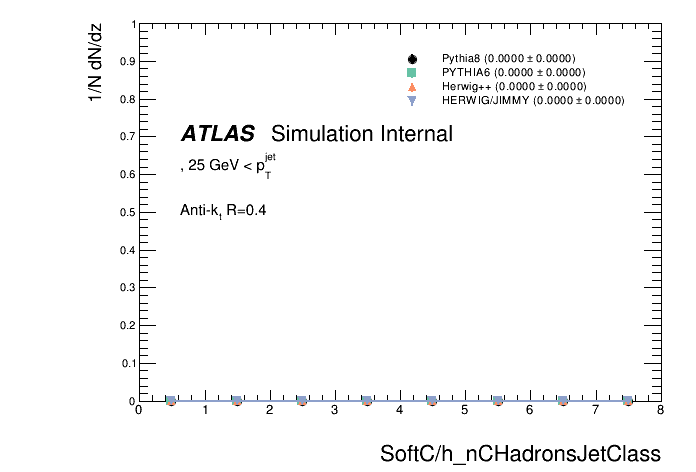 1/N dN/dz
1
0.9
0.8
0.7
0.6
0.5
0.4
0.3
0.2
0.1
0
Pythia8 (0.0000 ± 0.0000)
PYTHIA6 (0.0000 ± 0.0000)
Herwig++ (0.0000 ± 0.0000)
HERWIG/JIMMY (0.0000 ± 0.0000)
ATLAS Simulation Internal
, 25 GeV < p_T^jet
Anti-k_t R=0.4
0 1 2 3 4 5 6 7 8
SoftC/h_nCHadronsJetClass